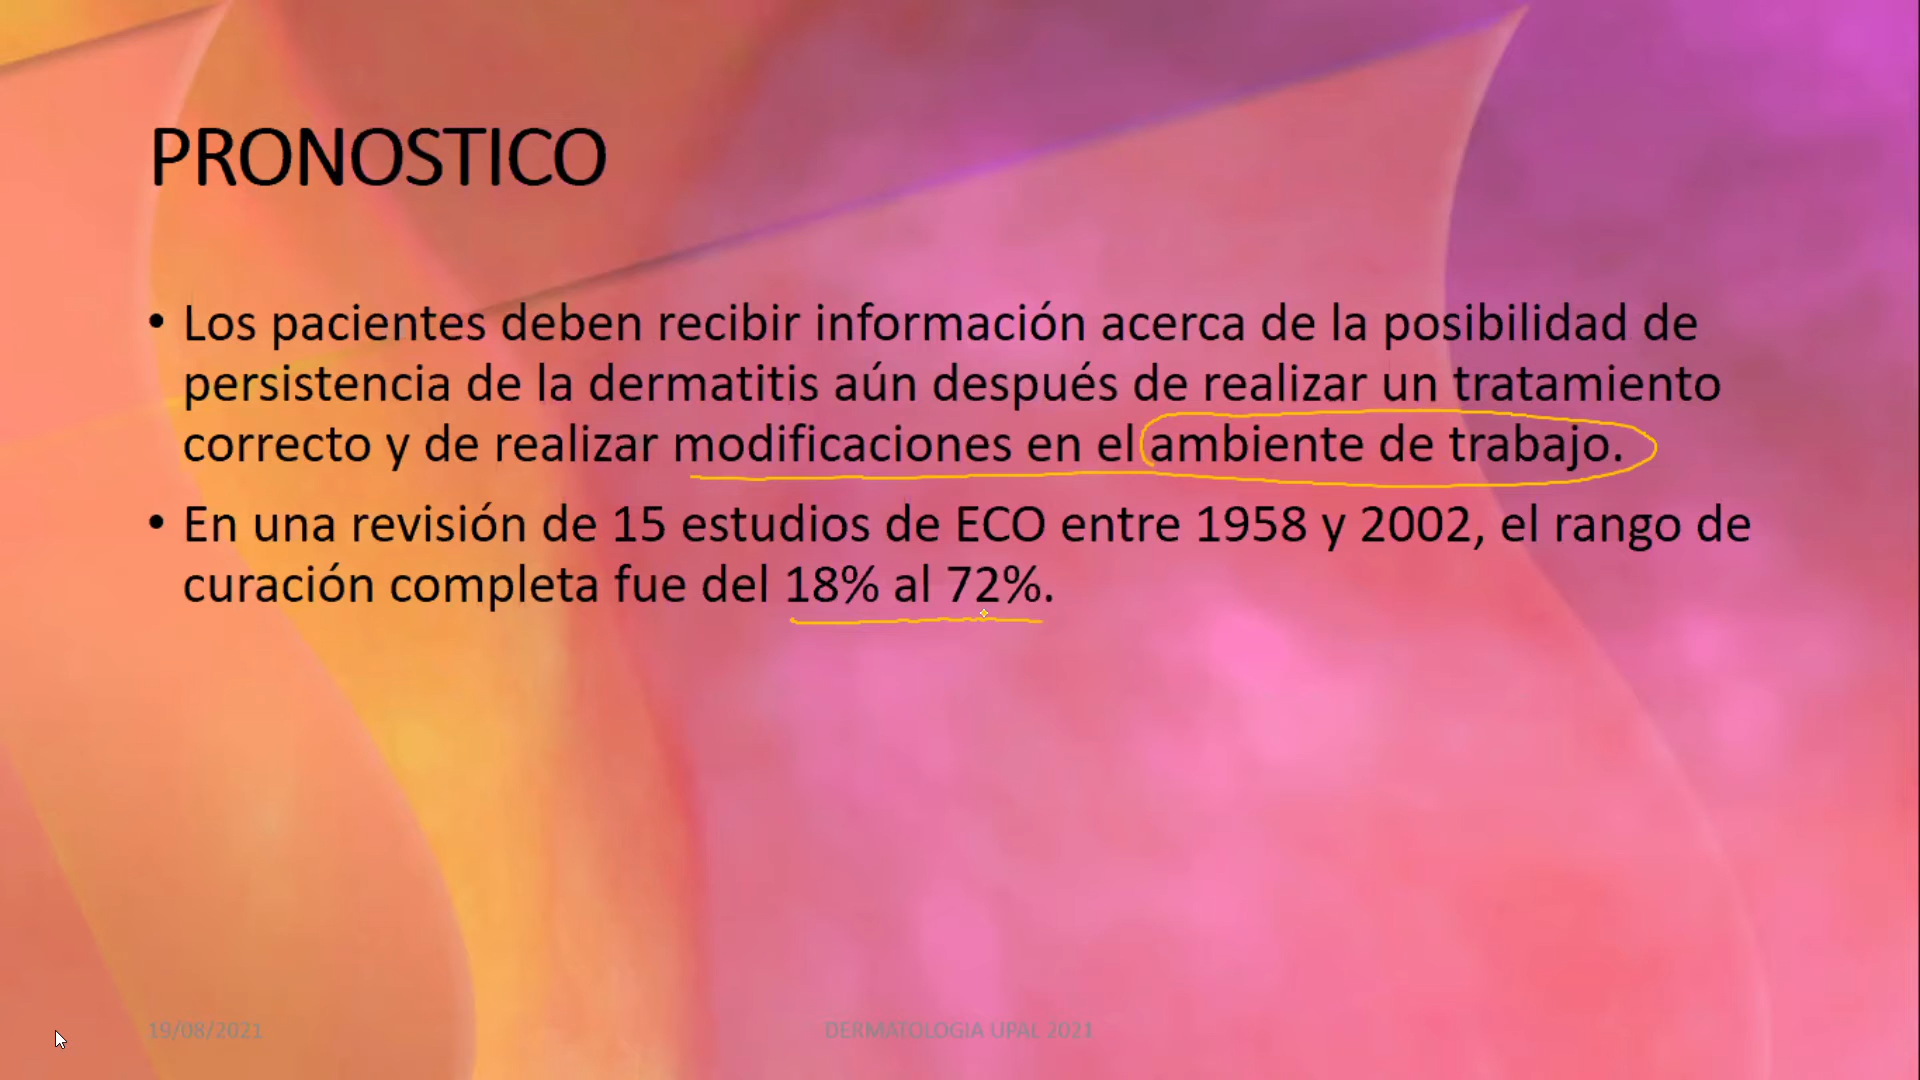 PRONOSTICO
• Los pacientes deben recibir información acerca de la posibilidad de
persistencia de la dermatitis aún después de realizar un tratamiento
correcto y de realizar modificaciones en el ambiente de trabajo.
• En una revisión de 15 estudios de ECO entre 1958 y 2002, el rango de
curación completa fue del 18% al 72%.
19/08/2021
DERMATOLOGIA UPAL 2021